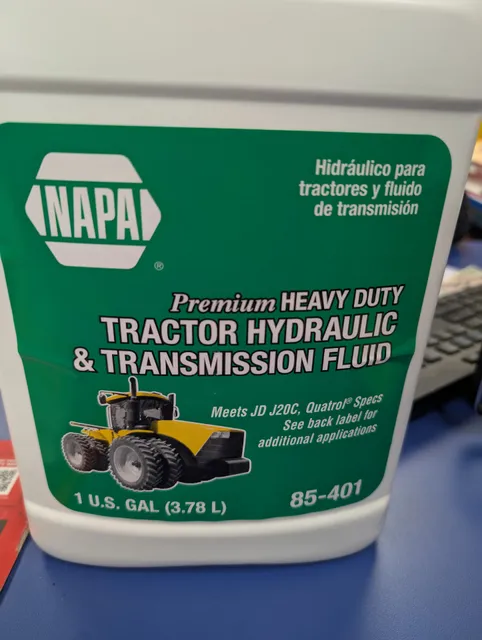 NAPA
®
Hidráulico para
tractores y fluido
de transmisión
Premium HEAVY DUTY
TRACTOR HYDRAULIC
& TRANSMISSION FLUID
Meets JD J20C, Quatrol® Specs
See back label for
additional applications
1 U.S. GAL (3.78 L)
85-401